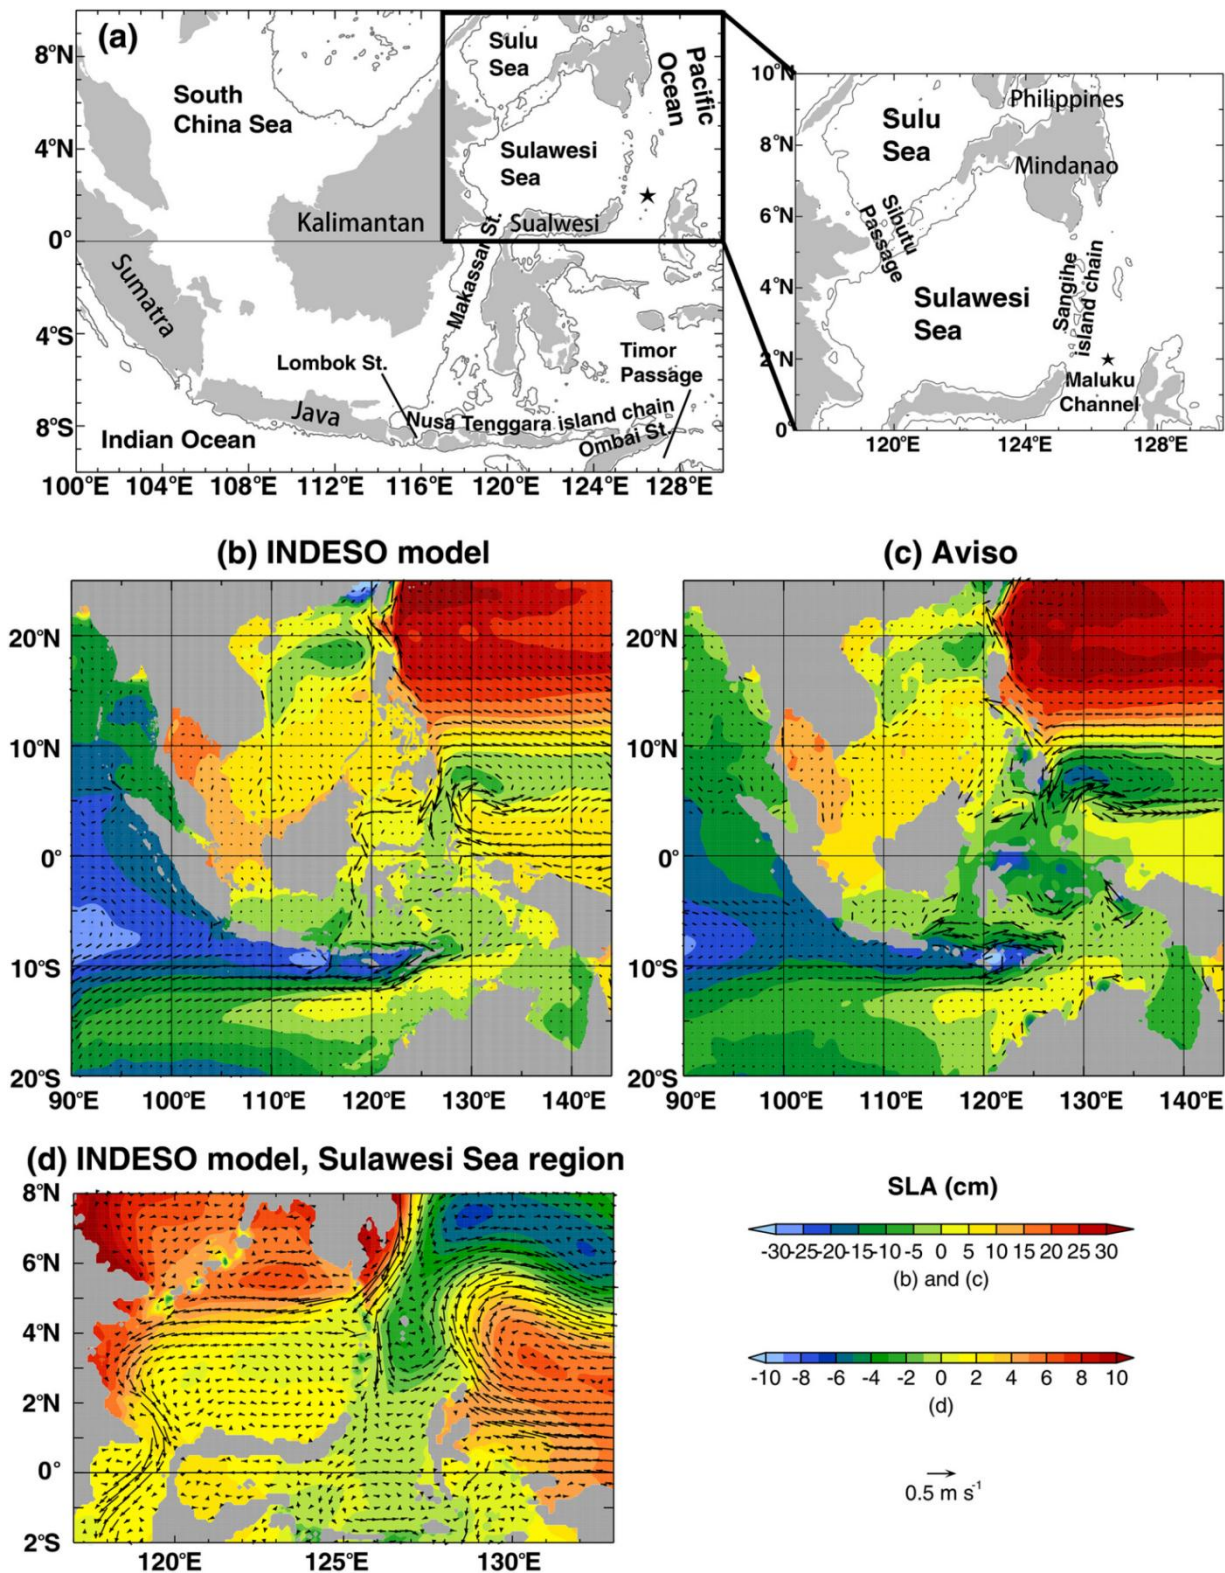 (a)
8°N
4°N
0°
4°S
8°S
100°E 104°E 108°E 112°E 116°E 120°E 124°E 128°E
South
China Sea
Sulu
Sea
Pacific
Ocean
Sulawesi
Sea
Kalimantan
Sualwesi
Makassar St.
Sumatra
Lombok St.
Timor
Passage
Java
Nusa Tenggara island chain
Ombai St.
Indian Ocean
10°N
8°N
6°N
4°N
2°N
0°
120°E 124°E 128°E
Philippines
Sulu
Sea
Mindanao
Sibutu
Passage
Sangihe
island chain
Sulawesi
Sea
Maluku
Channel
(b) INDESO model
20°N
10°N
0°
10°S
20°S
90°E 100°E 110°E 120°E 130°E 140°E
(c) Aviso
20°N
10°N
0°
10°S
20°S
90°E 100°E 110°E 120°E 130°E 140°E
(d) INDESO model, Sulawesi Sea region
8°N
6°N
4°N
2°N
0°
2°S
120°E 125°E 130°E
SLA (cm)
-30-25-20-15-10 -5 0 5 10 15 20 25 30
(b) and (c)
-10 -8 -6 -4 -2 0 2 4 6 8 10
(d)
0.5 m s⁻¹